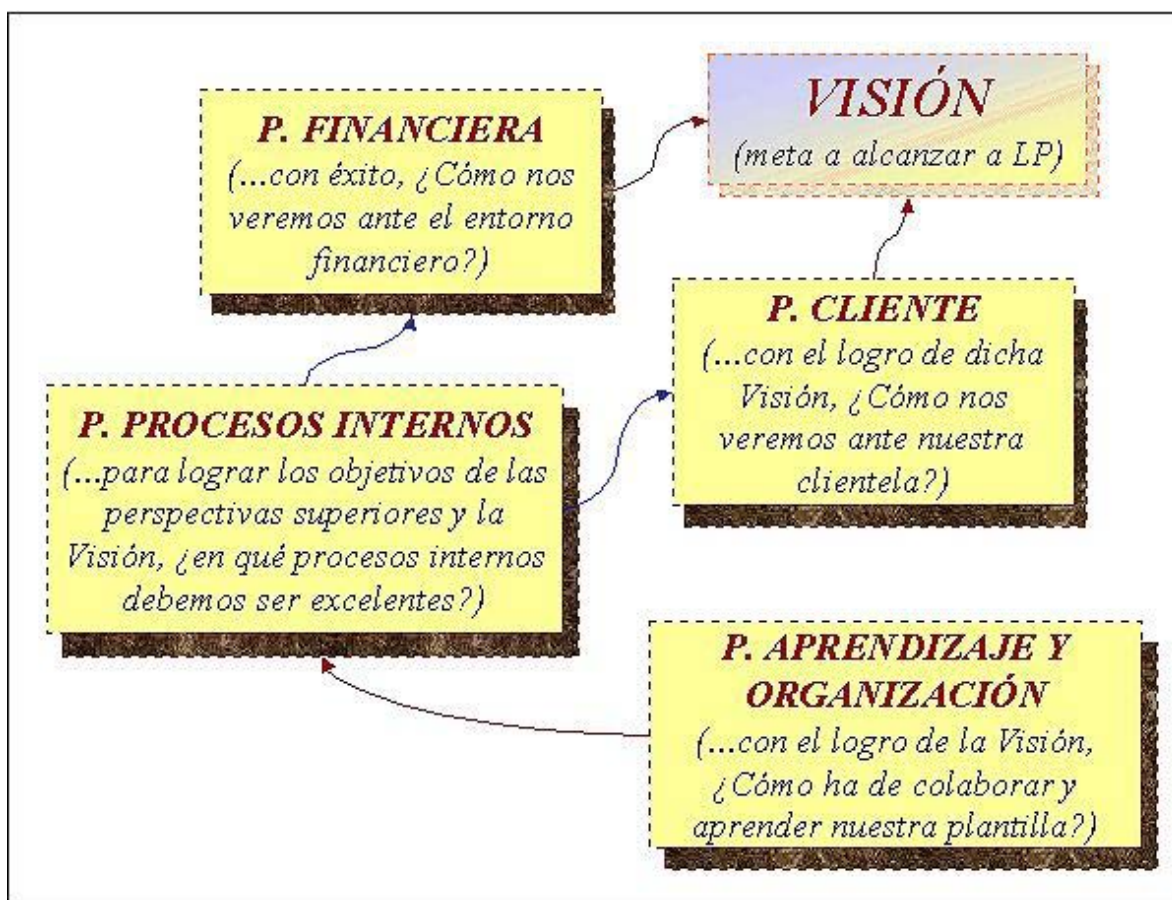 P. FINANCIERA
(...con éxito, ¿Cómo nos
veremos ante el entorno
financiero?)
VISIÓN
(meta a alcanzar a LP)
P. CLIENTE
(...con el logro de dicha
Visión, ¿Cómo nos
veremos ante nuestra
clientela?)
P. PROCESOS INTERNOS
(...para lograr los objetivos de las
perspectivas superiores y la
Visión, ¿en qué procesos internos
debemos ser excelentes?)
P. APRENDIZAJE Y
ORGANIZACIÓN
(...con el logro de la Visión,
¿Cómo ha de colaborar y
aprender nuestra plantilla?)